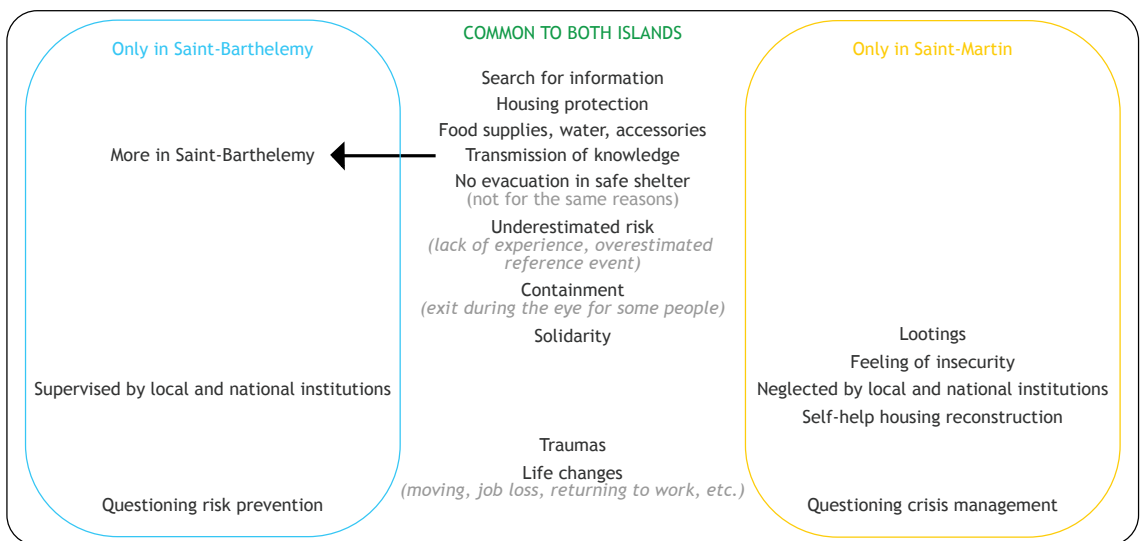 COMMON TO BOTH ISLANDS
Only in Saint-Barthelemy
Only in Saint-Martin
Search for information
Housing protection
Food supplies, water, accessories
More in Saint-Barthelemy
Transmission of knowledge
No evacuation in safe shelter
(not for the same reasons)
Underestimated risk
(lack of experience, overestimated
reference event)
Containment
(exit during the eye for some people)
Solidarity
Lootings
Feeling of insecurity
Supervised by local and national institutions
Neglected by local and national institutions
Self-help housing reconstruction
Traumas
Life changes
(moving, job loss, returning to work, etc.)
Questioning risk prevention
Questioning crisis management